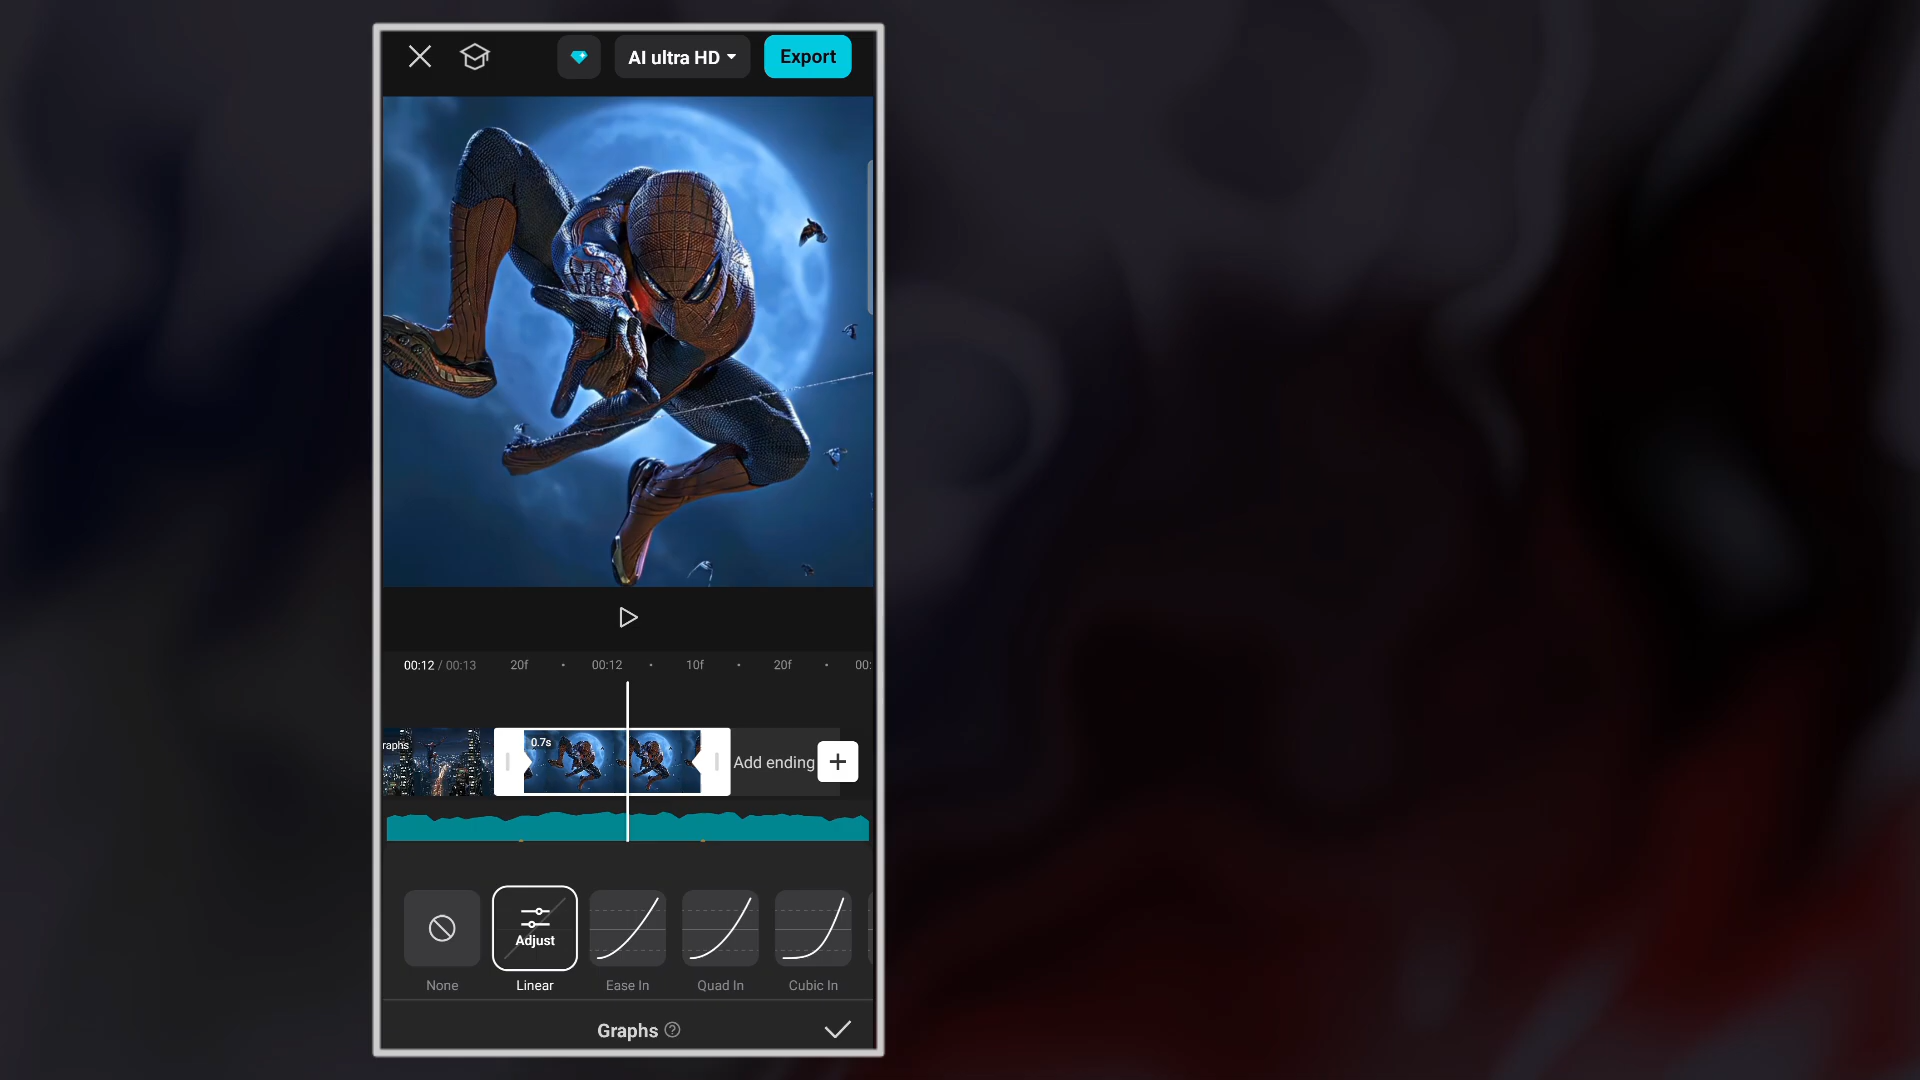 AI ultra HD
Export
00:12 / 00:13
20f
00:12
10f
20f
00:
raphs
0.7s
Add ending
Adjust
None
Linear
Ease In
Quad In
Cubic In
Graphs